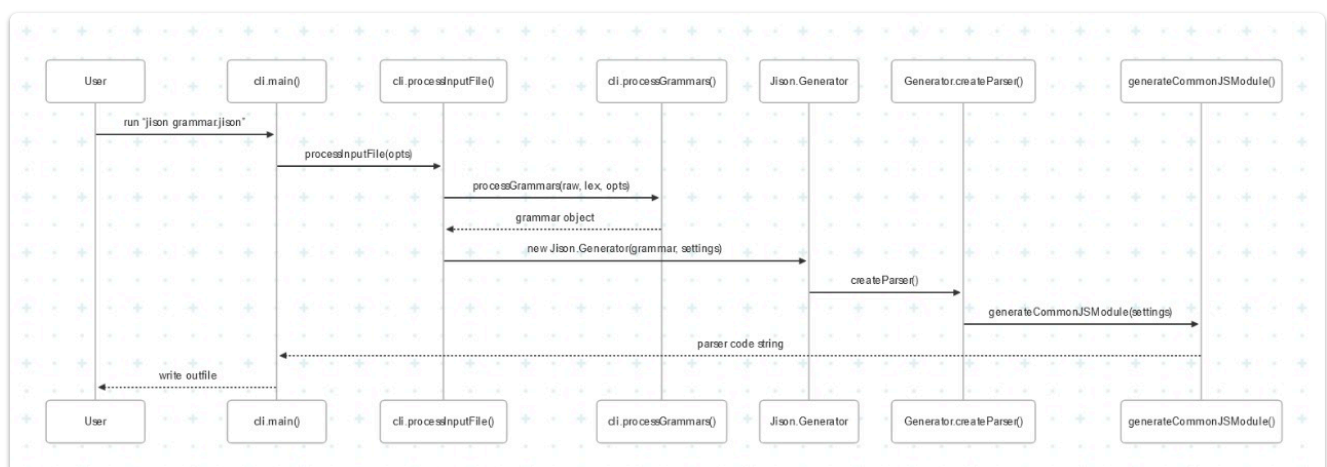 User cli.main() cli.processInputFile() cli.processGrammars() Jison.Generator Generator.createParser() generateCommonJSModule()
run "jison grammar.jison"
processInputFile(opts)
processGrammars(raw, lex, opts)
grammar object
new Jison.Generator(grammar, settings)
createParser()
generateCommonJSModule(settings)
parser code string
write outfile
User cli.main() cli.processInputFile() cli.processGrammars() Jison.Generator Generator.createParser() generateCommonJSModule()